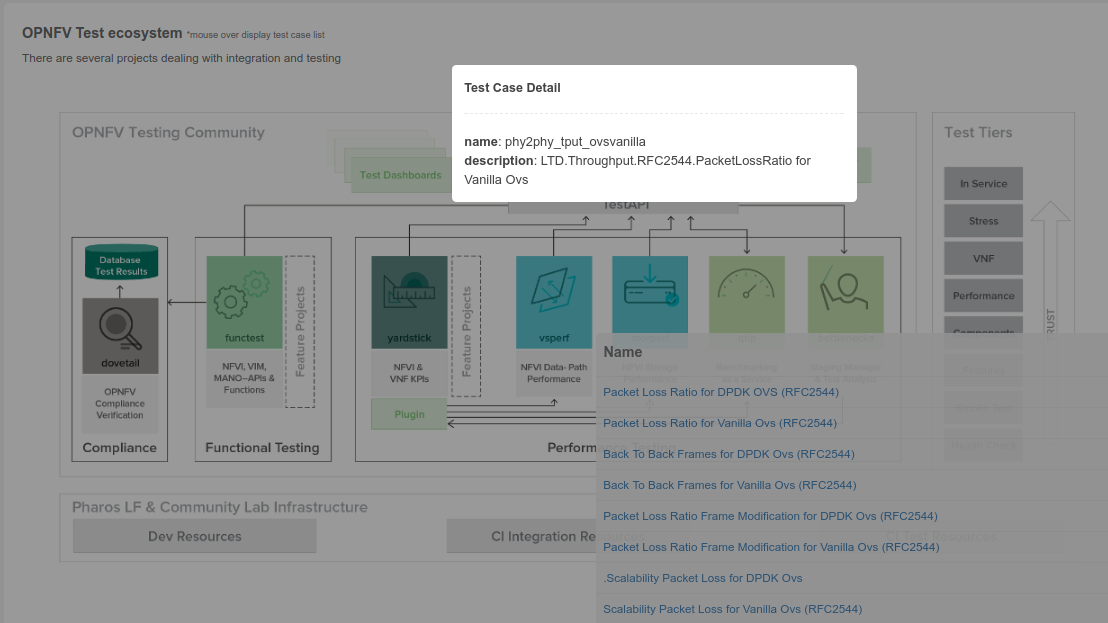 OPNFV Test ecosystem *mouse over display test case list
There are several projects dealing with integration and testing
Test Case Detail
name: phy2phy_tput_ovsvanilla
description: LTD.Throughput.RFC2544.PacketLossRatio for
Vanilla Ovs
OPNFV Testing Community
Test Dashboards
TestAPI
Database
Test Results
dovetail
OPNFV
Compliance
Verification
Compliance
functest
NFVI, VIM,
MANO-APIs &
Functions
Feature Projects
Functional Testing
yardstick
NFVI &
VNF KPIs
Feature Projects
Plugin
vsperf
NFVI Data- Path
Performance
Test Tiers
In Service
Stress
VNF
Performance
Components
Pharos LF & Community Lab Infrastructure
Dev Resources
CI Integration Re
Name
Packet Loss Ratio for DPDK OVS (RFC2544)
Packet Loss Ratio for Vanilla Ovs (RFC2544)
Back To Back Frames for DPDK Ovs (RFC2544)
Back To Back Frames for Vanilla Ovs (RFC2544)
Packet Loss Ratio Frame Modification for DPDK Ovs (RFC2544)
Packet Loss Ratio Frame Modification for Vanilla Ovs (RFC2544)
.Scalability Packet Loss for DPDK Ovs
Scalability Packet Loss for Vanilla Ovs (RFC2544)